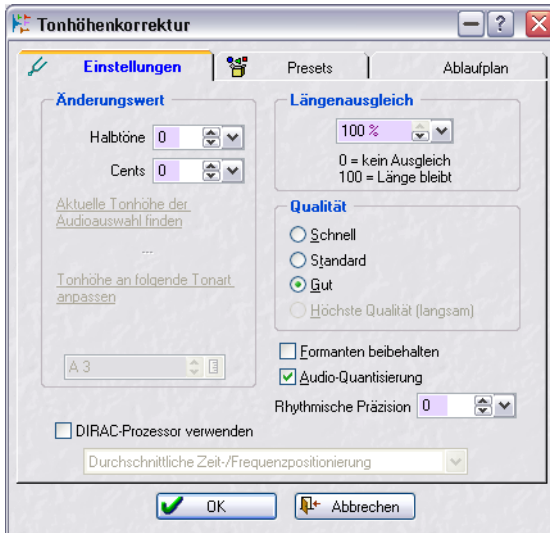 Tonhöhenkorrektur
Einstellungen
Presets
Ablaufplan
Änderungswert
Halbtöne 0
Cents 0
Aktuelle Tonhöhe der
Audioauswahl finden
...
Tonhöhe an folgende Tonart
anpassen
A 3
Längenausgleich
100 %
0 = kein Ausgleich
100 = Länge bleibt
Qualität
Schnell
Standard
Gut
Höchste Qualität (langsam)
Formanten beibehalten
Audio-Quantisierung
Rhythmische Präzision 0
DIRAC-Prozessor verwenden
Durchschnittliche Zeit-/Frequenzpositionierung
OK
Abbrechen